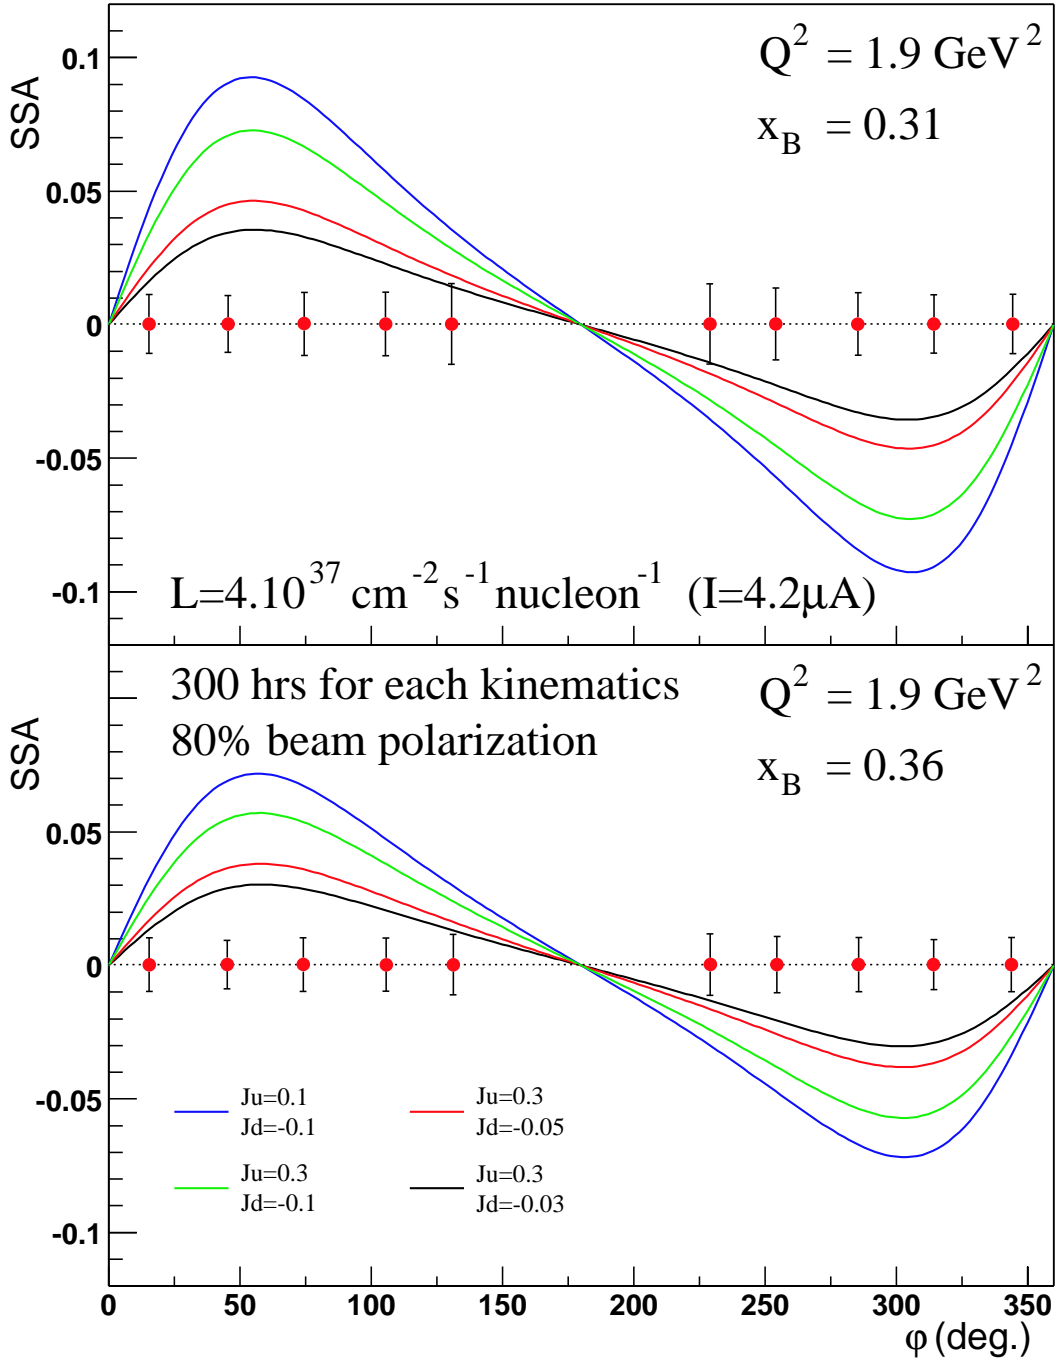 0.1
Q² = 1.9 GeV²
SSA
x_B = 0.31
0.05
0
-0.05
-0.1
L=4.10³⁷ cm⁻²s⁻¹nucleon⁻¹ (I=4.2μA)
300 hrs for each kinematics
80% beam polarization
Q² = 1.9 GeV²
SSA
x_B = 0.36
0.05
0
-0.05
Ju=0.1
Jd=-0.1
Ju=0.3
Jd=-0.05
Ju=0.3
Jd=-0.1
Ju=0.3
Jd=-0.03
-0.1
0 50 100 150 200 250 300 350
φ (deg.)